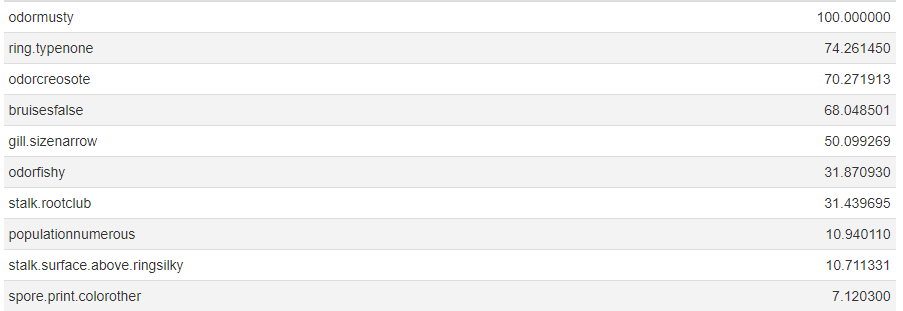 odormusty 100.000000
ring.typenone 74.261450
odorcreosote 70.271913
bruisesfalse 68.048501
gill.sizenarrow 50.099269
odorfishy 31.870930
stalk.rootclub 31.439695
populationnumerous 10.940110
stalk.surface.above.ringsilky 10.711331
spore.print.colorother 7.120300